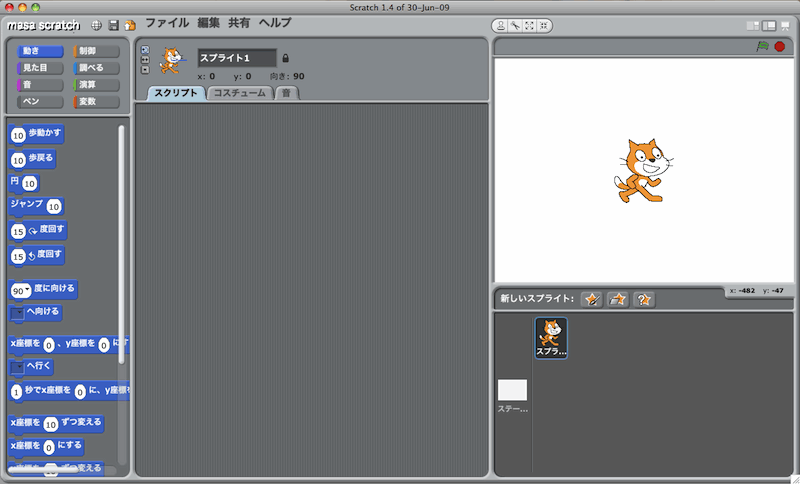 Scratch 1.4 of 30-Jun-09
masa scratch ファイル 編集 共有 ヘルプ
動き 制御
見た目 調べる
音 演算
ペン 変数
スプライト1
x: 0 y: 0 向き: 90
スクリプト コスチューム 音
10 歩動かす
10 歩戻る
円 10
ジャンプ 10
15 度回す
15 度回す
90 度に向ける
へ向ける
x座標を 0 、y座標を 0 にす
へ行く
1 秒でx座標を 0 に、y座標を
x座標を 10 ずつ変える
x座標を 0 にする
ずつ変える
x: -482 y: -47
新しいスプライト:
スプラ...
ステー...